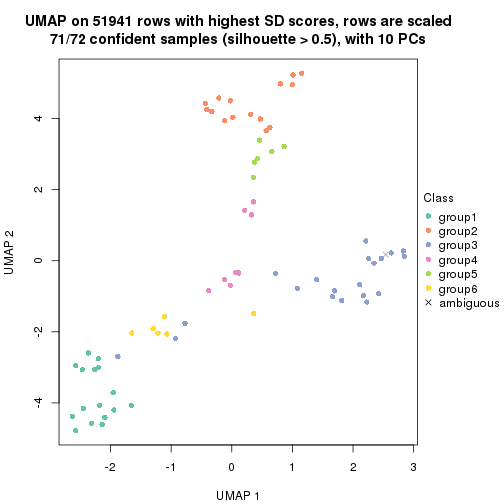 UMAP on 51941 rows with highest SD scores, rows are scaled
71/72 confident samples (silhouette > 0.5), with 10 PCs
UMAP 2
4
2
0
-2
-4
-2
-1
0
1
2
3
UMAP 1
Class
group1
group2
group3
group4
group5
group6
ambiguous